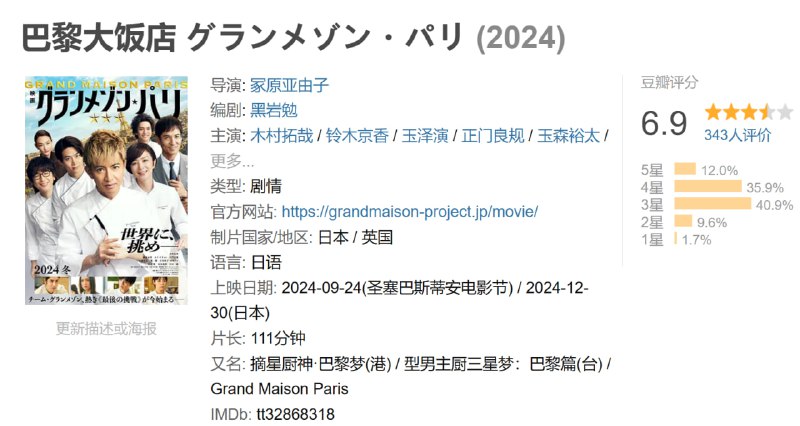 巴黎大饭店 グランメゾン・パリ (2024)
GRAND MAISON PARIS
映画
グランメゾン★パリ
世界に、
挑め──
2024 冬
チーム・グランメゾン、熱き《最後の挑戦》が今始まる──
更新描述或海报
导演: 冢原亚由子
编剧: 黑岩勉
主演: 木村拓哉 / 铃木京香 / 玉泽演 / 正门良规 / 玉森裕太 /
更多...
类型: 剧情
官方网站: https://grandmaison-project.jp/movie/
制片国家/地区: 日本 / 英国
语言: 日语
上映日期: 2024-09-24(圣塞巴斯蒂安电影节) / 2024-12-
30(日本)
片长: 111分钟
又名: 摘星厨神·巴黎梦(港) / 型男主厨三星梦：巴黎篇(台) /
Grand Maison Paris
IMDb: tt32868318
豆瓣评分
6.9
343人评价
5星 12.0%
4星 35.9%
3星 40.9%
2星 9.6%
1星 1.7%